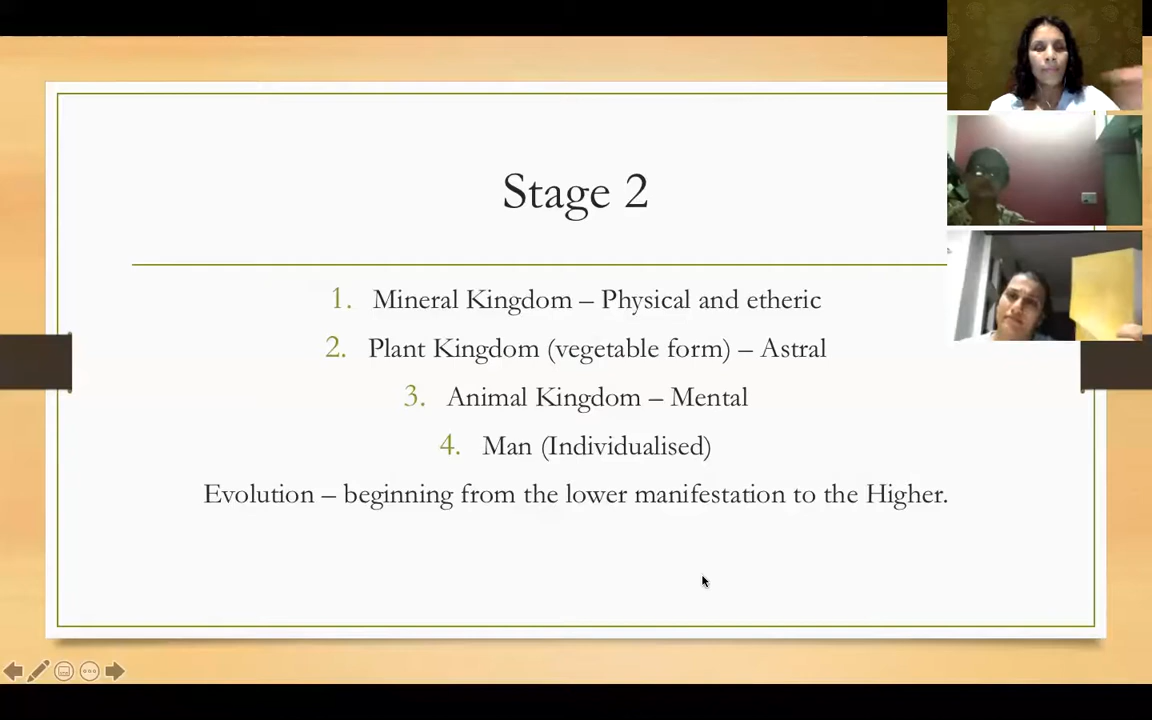 Stage 2
1. Mineral Kingdom – Physical and etheric
2. Plant Kingdom (vegetable form) – Astral
3. Animal Kingdom – Mental
4. Man (Individualised)
Evolution – beginning from the lower manifestation to the Higher.